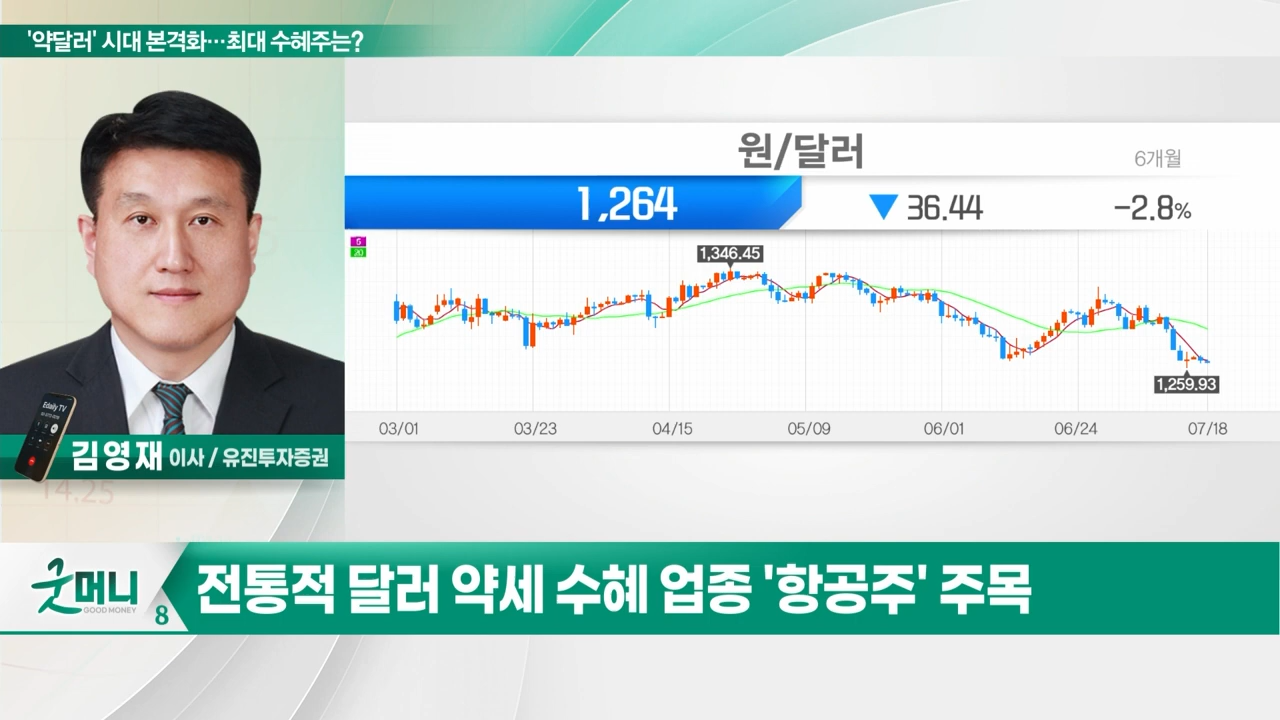 '약달러' 시대 본격화…최대 수혜주는?
원/달러
6개월
1,264 ▼ 36.44 -2.8%
5
20
1,346.45
1,259.93
03/01 03/23 04/15 05/09 06/01 06/24 07/18
Edaily TV
김영재 이사 / 유진투자증권
14.25
굿머니
GOOD MONEY
8
전통적 달러 약세 수혜 업종 '항공주' 주목